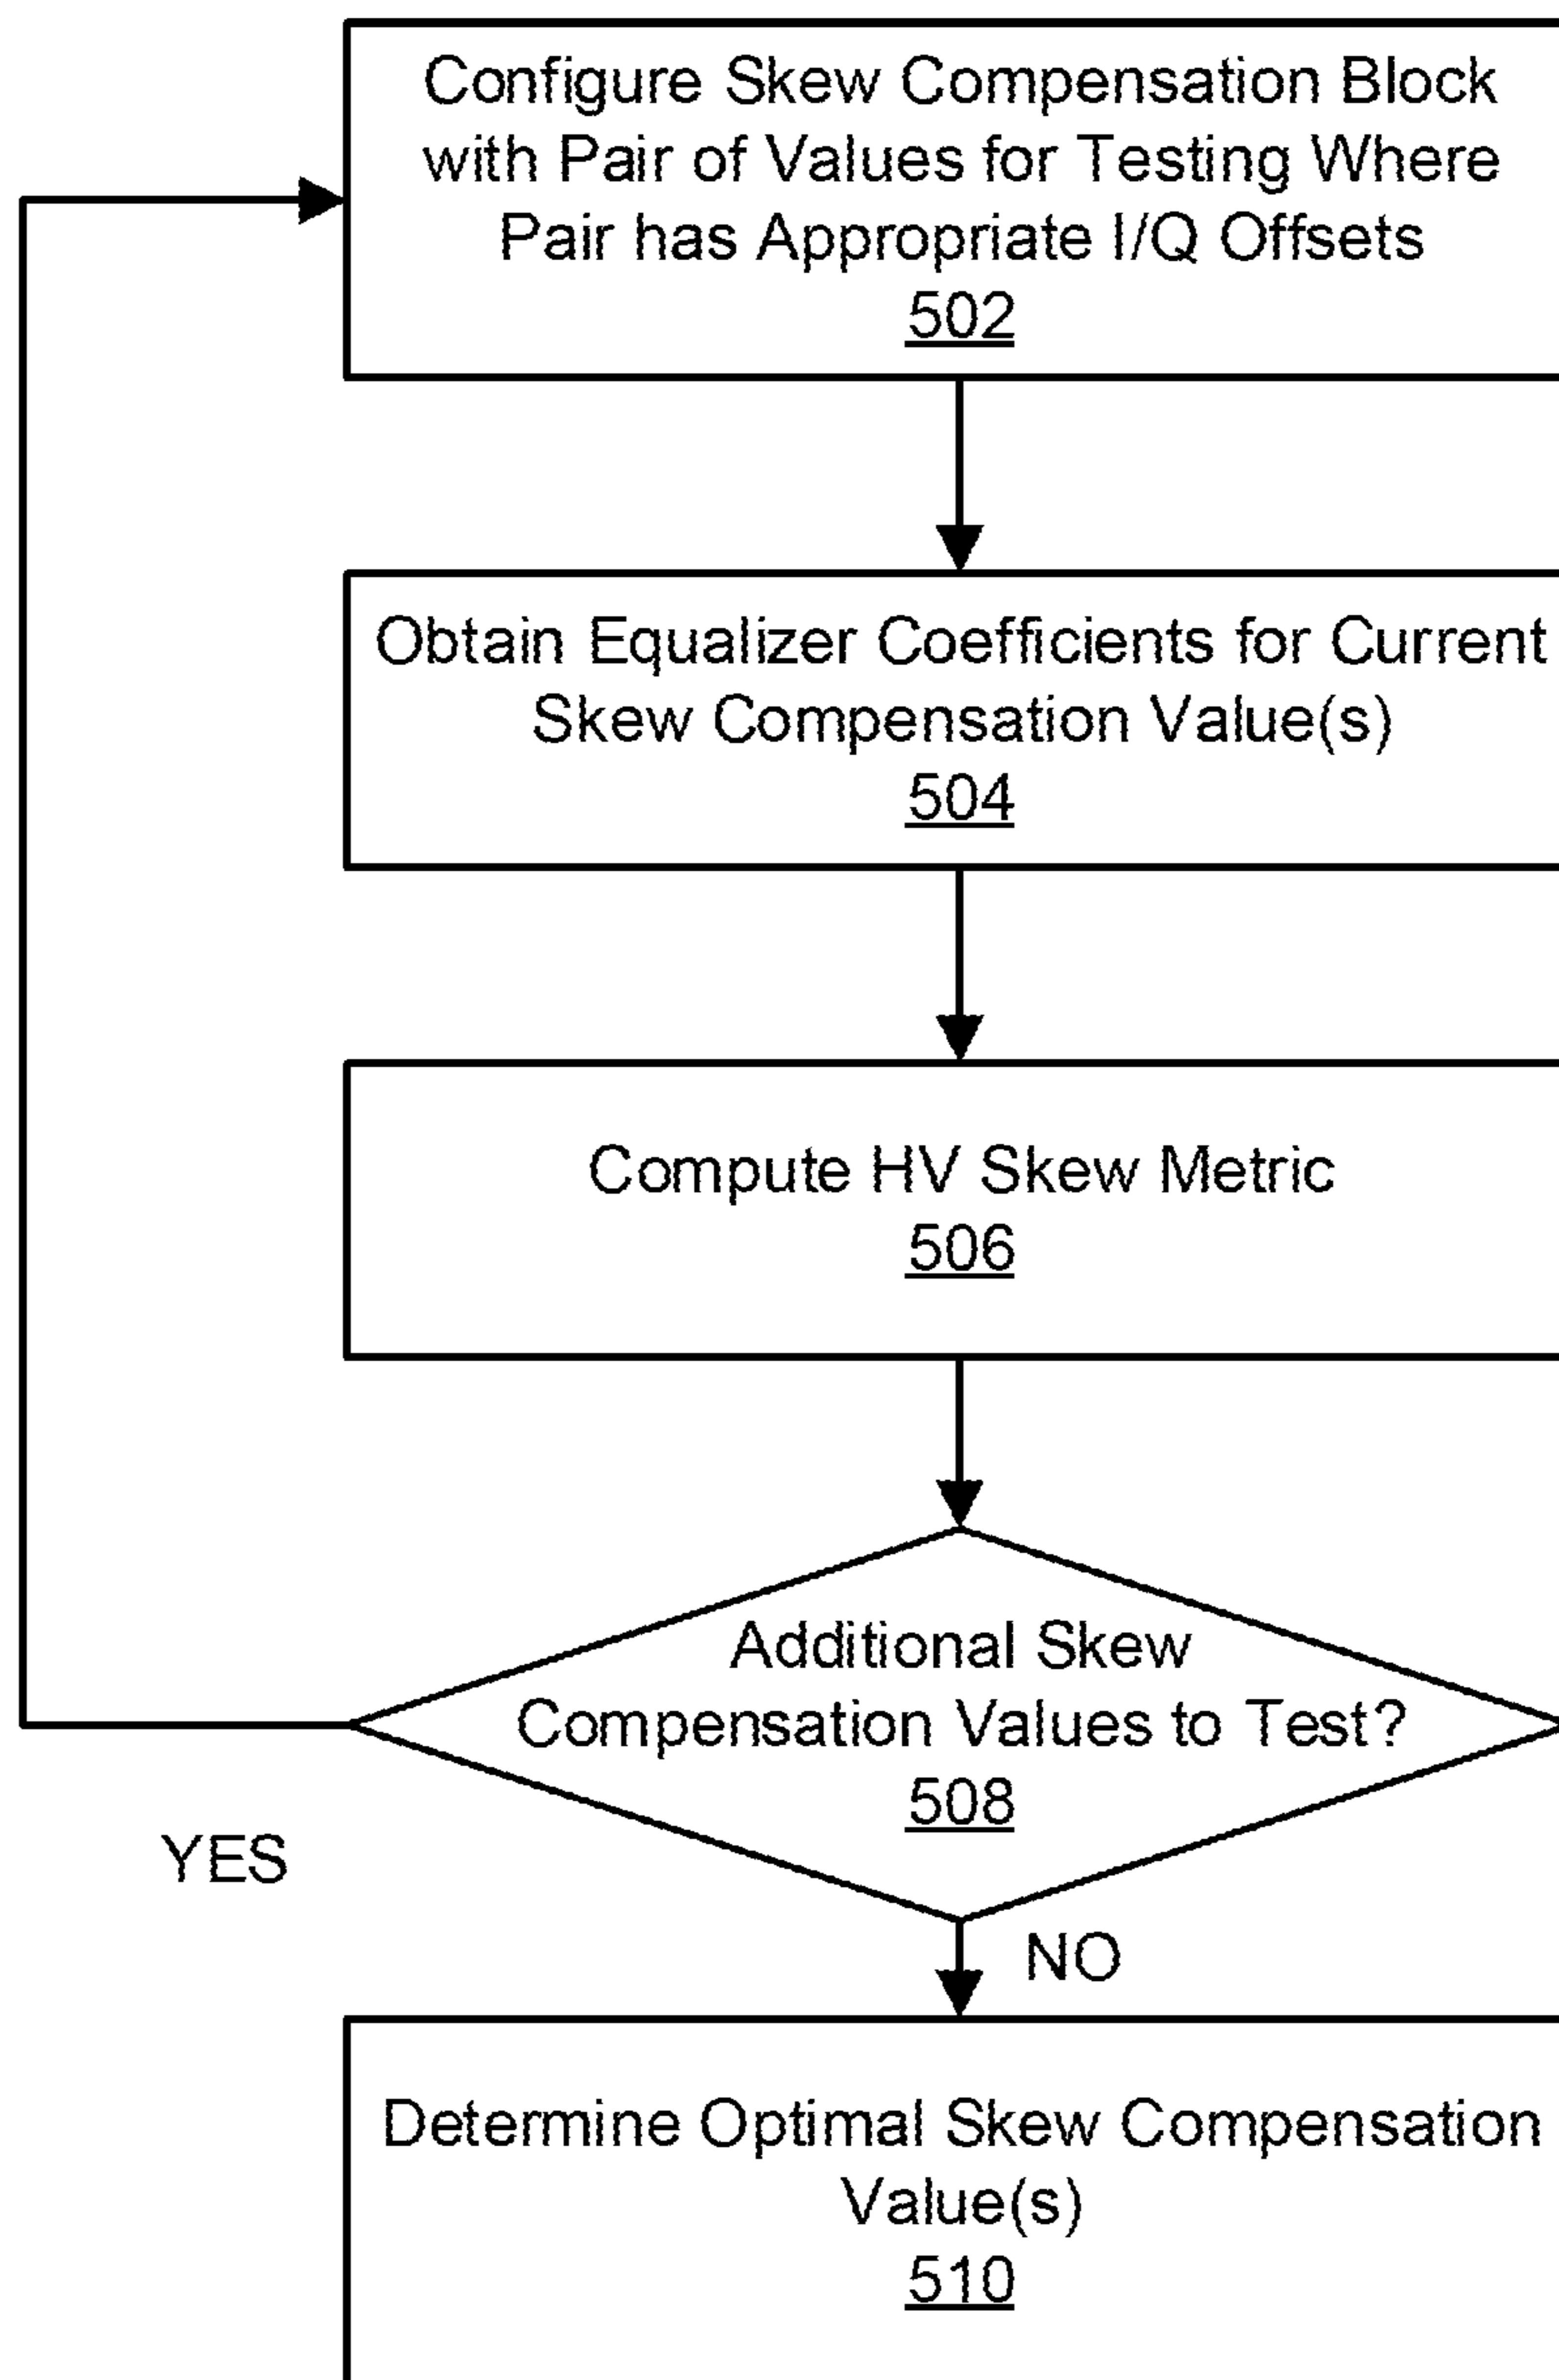 Configure Skew Compensation Block
with Pair of Values for Testing Where
Pair has Appropriate I/Q Offsets
502
Obtain Equalizer Coefficients for Current
Skew Compensation Value(s)
504
Compute HV Skew Metric
506
Additional Skew
Compensation Values to Test?
508
YES
NO
Determine Optimal Skew Compensation
Value(s)
510